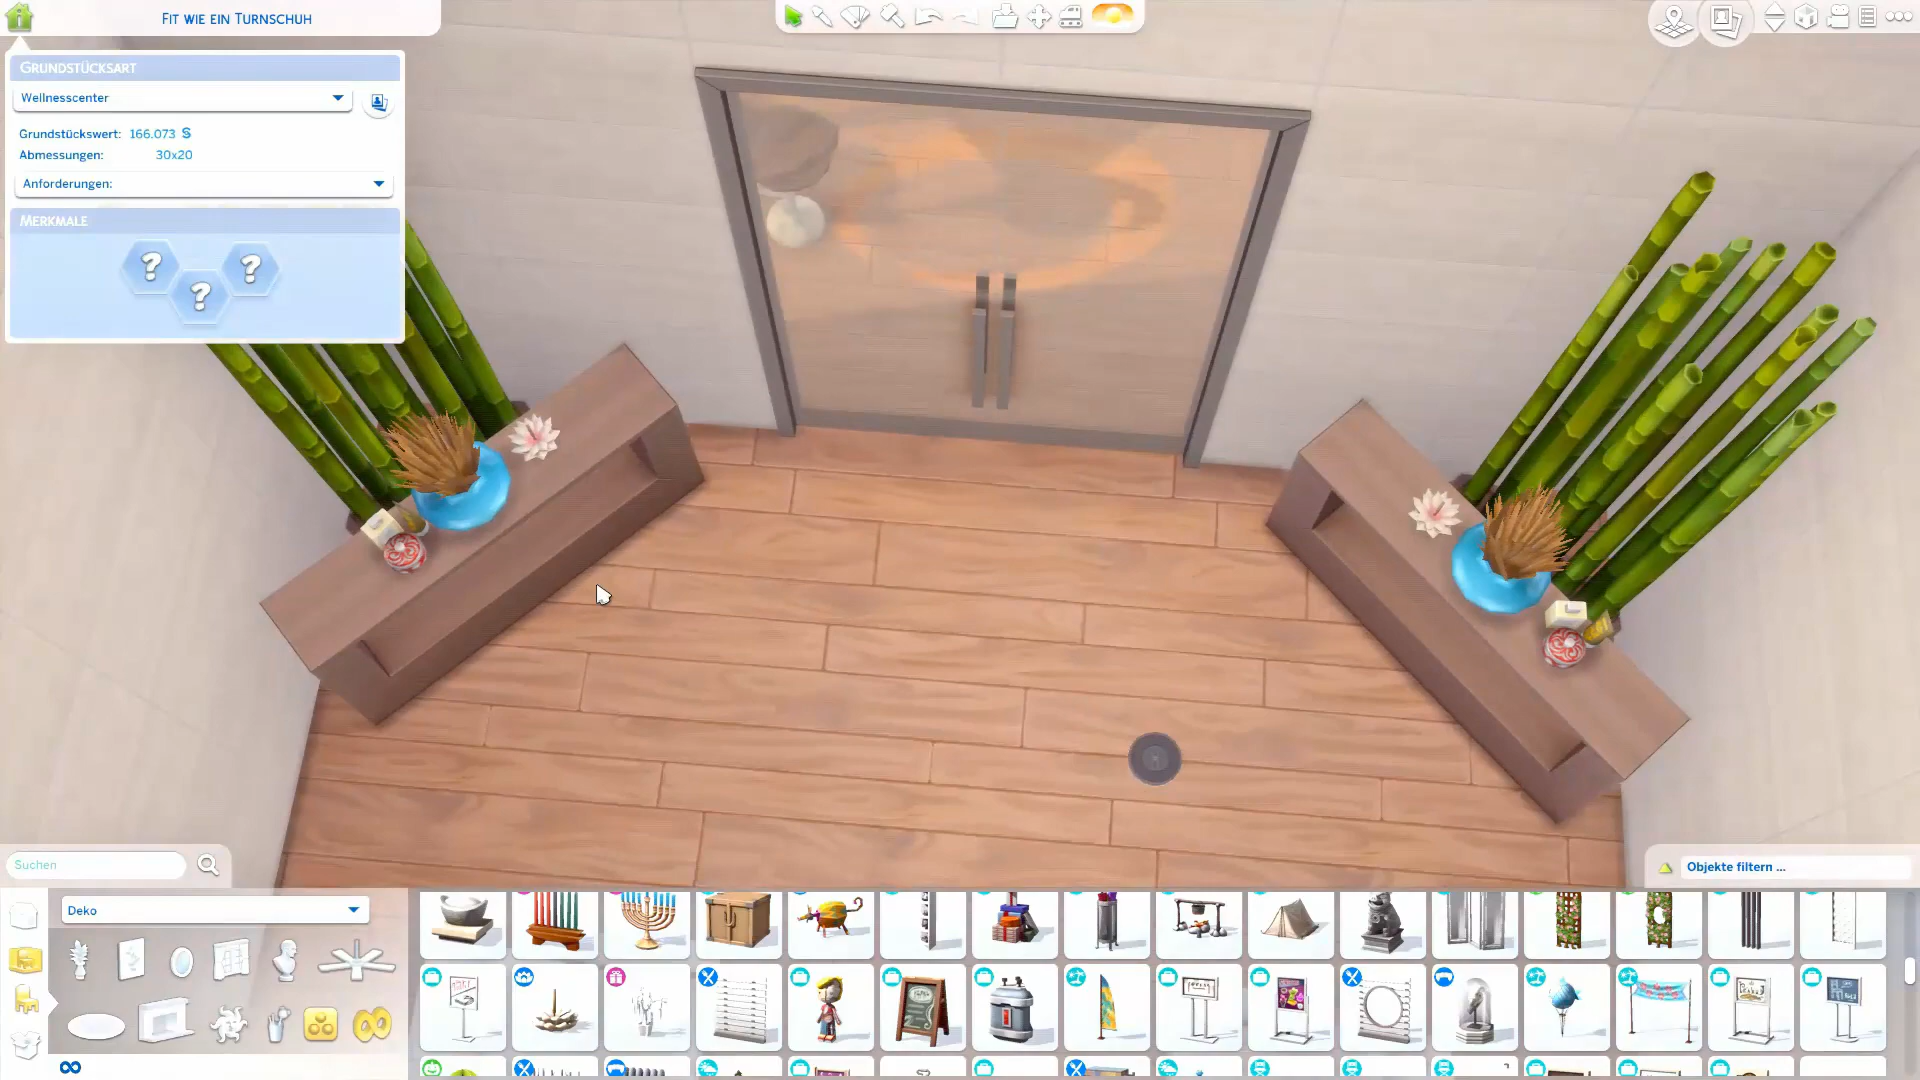 Fit wie ein Turnschuh
Grundstücksart
Wellnesscenter
Grundstückswert: 166.073 S
Abmessungen: 30x20
Anforderungen:
Merkmale
? ? ?
Suchen
Objekte filtern ...
Deko